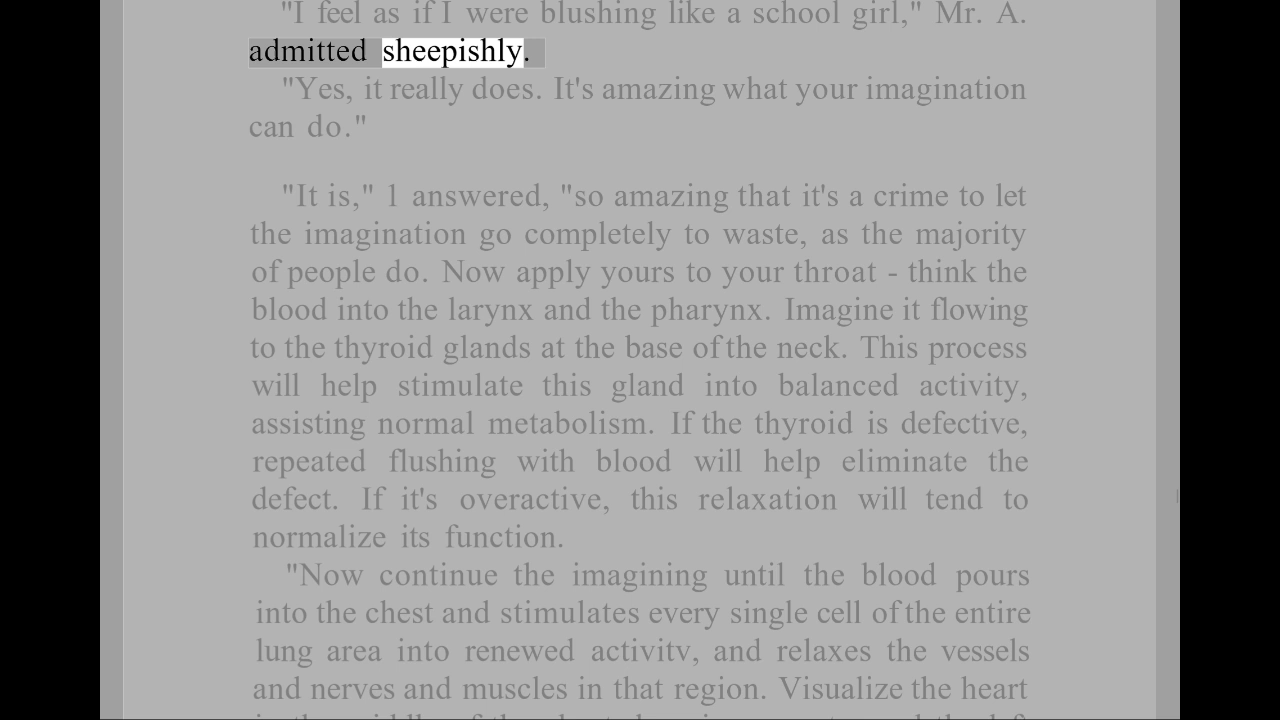 "I feel as if I were blushing like a school girl," Mr. A.
admitted sheepishly.
"Yes, it really does. It's amazing what your imagination
can do."
"It is," 1 answered, "so amazing that it's a crime to let
the imagination go completely to waste, as the majority
of people do. Now apply yours to your throat - think the
blood into the larynx and the pharynx. Imagine it flowing
to the thyroid glands at the base of the neck. This process
will help stimulate this gland into balanced activity,
assisting normal metabolism. If the thyroid is defective,
repeated flushing with blood will help eliminate the
defect. If it's overactive, this relaxation will tend to
normalize its function.
"Now continue the imagining until the blood pours
into the chest and stimulates every single cell of the entire
lung area into renewed activitv, and relaxes the vessels
and nerves and muscles in that region. Visualize the heart